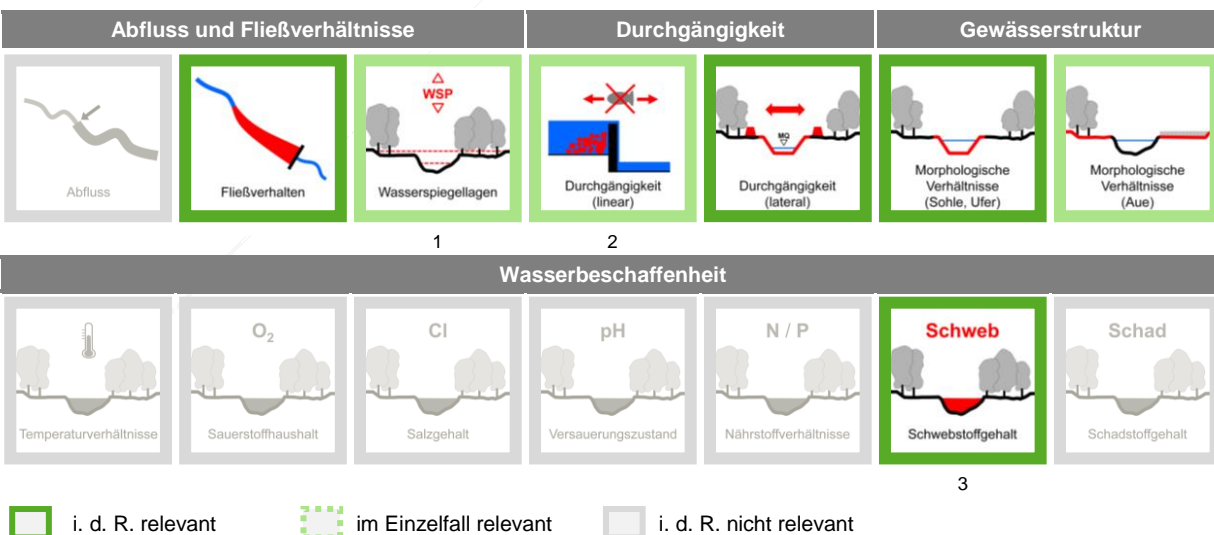 Abfluss und Fließverhältnisse
Durchgängigkeit
Gewässerstruktur
Abfluss
Fließverhalten
WSP
Wasserspiegellagen
Durchgängigkeit
(linear)
MQ
Durchgängigkeit
(lateral)
Morphologische
Verhältnisse
(Sohle, Ufer)
Morphologische
Verhältnisse
(Aue)
1
2
Wasserbeschaffenheit
Temperaturverhältnisse
O₂
Sauerstoffhaushalt
Cl
Salzgehalt
pH
Versauerungszustand
N / P
Nährstoffverhältnisse
Schweb
Schwebstoffgehalt
Schad
Schadstoffgehalt
3
i. d. R. relevant
im Einzelfall relevant
i. d. R. nicht relevant